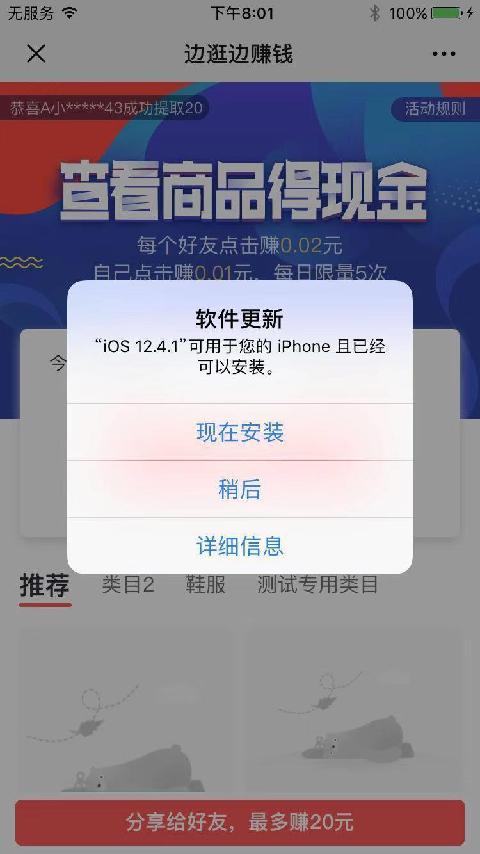 无服务 下午8:01 100%
边逛边赚钱
恭喜A小*****43成功提取20 活动规则
查看商品得现金
每个好友点击赚0.02元
自己点击赚0.01元，每日限量5次
今
软件更新
“iOS 12.4.1”可用于您的 iPhone 且已经
可以安装。
现在安装
稍后
详细信息
推荐 类目2 鞋服 测试专用类目
分享给好友，最多赚20元